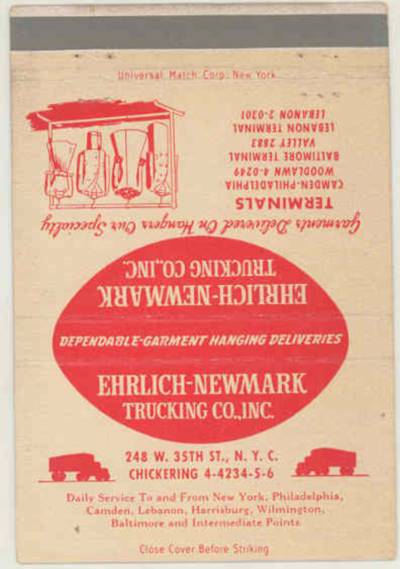 Universal Match Corp., New York
Garments Delivered On Hangers Our Specialty
TERMINALS
CAMDEN-PHILADELPHIA
WOODLAWN 4-0249
BALTIMORE TERMINAL
VALLEY 2883
LEBANON TERMINAL
LEBANON 2-0201
EHRLICH-NEWMARK
TRUCKING CO., INC.
DEPENDABLE-GARMENT HANGING DELIVERIES
EHRLICH-NEWMARK
TRUCKING CO., INC.
248 W. 35TH ST., N. Y. C.
CHICKERING 4-4234-5-6
Daily Service To and From New York, Philadelphia,
Camden, Lebanon, Harrisburg, Wilmington,
Baltimore and Intermediate Points
Close Cover Before Striking